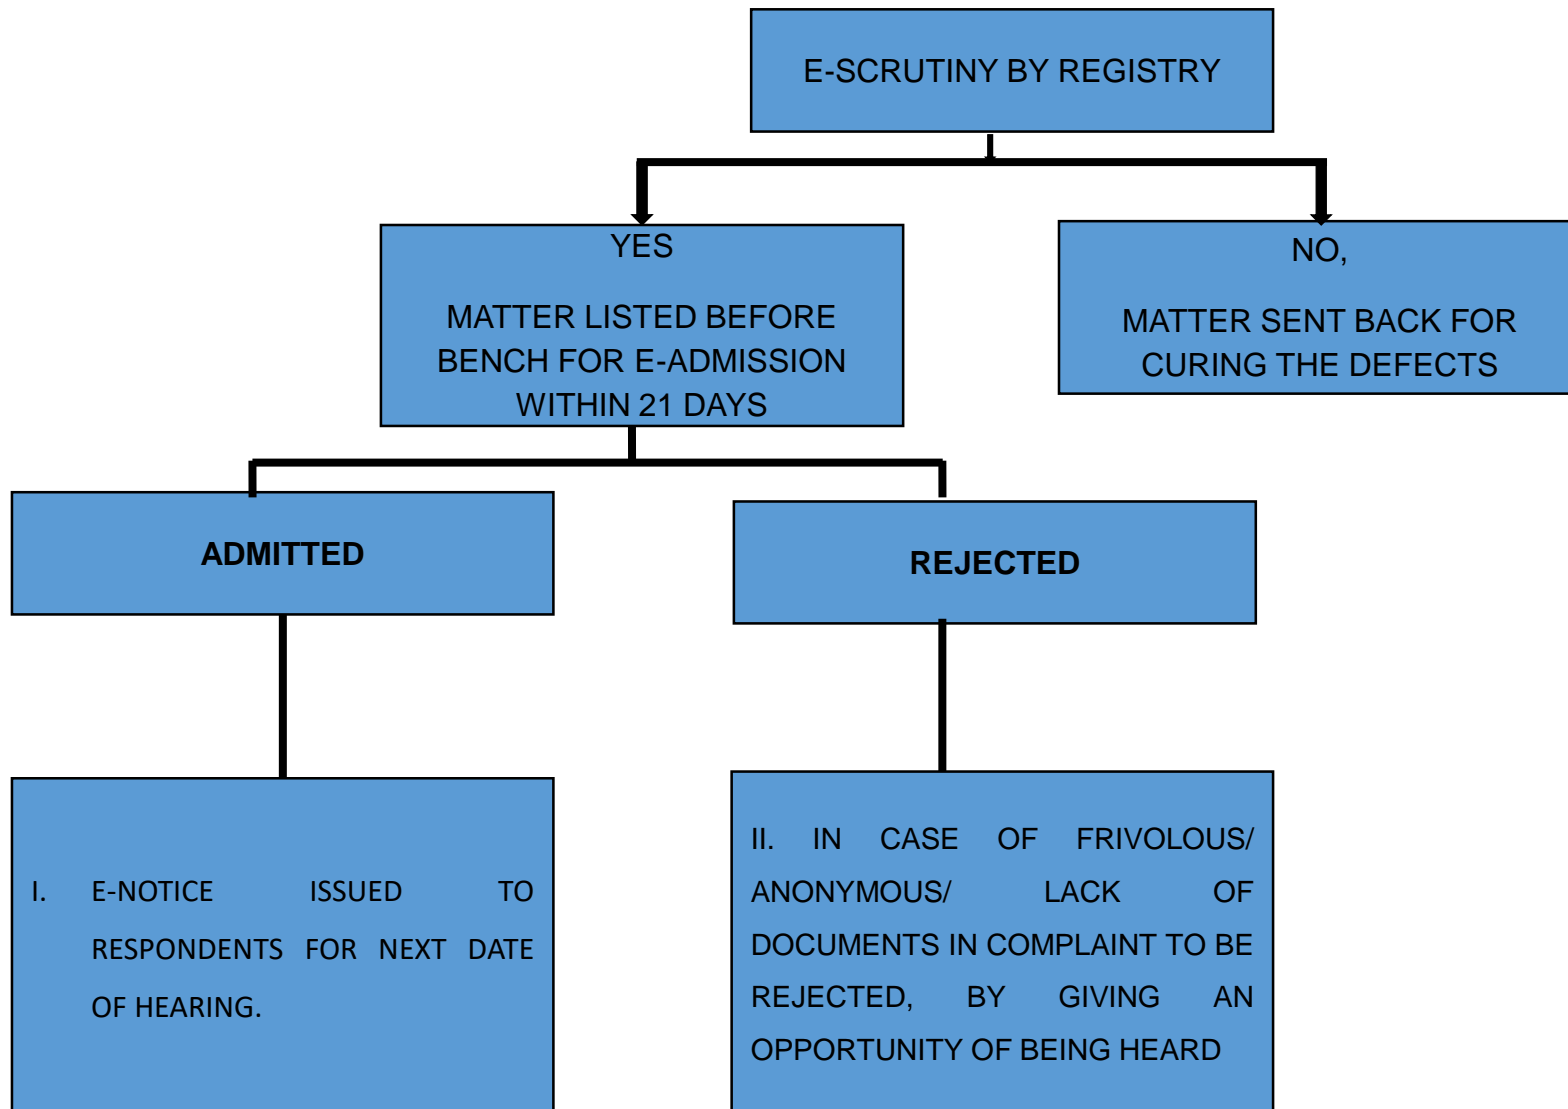 E-SCRUTINY BY REGISTRY
YES
MATTER LISTED BEFORE
BENCH FOR E-ADMISSION
WITHIN 21 DAYS
NO,
MATTER SENT BACK FOR
CURING THE DEFECTS
ADMITTED
REJECTED
I. E-NOTICE ISSUED TO
RESPONDENTS FOR NEXT DATE
OF HEARING.
II. IN CASE OF FRIVOLOUS/
ANONYMOUS/ LACK OF
DOCUMENTS IN COMPLAINT TO BE
REJECTED, BY GIVING AN
OPPORTUNITY OF BEING HEARD